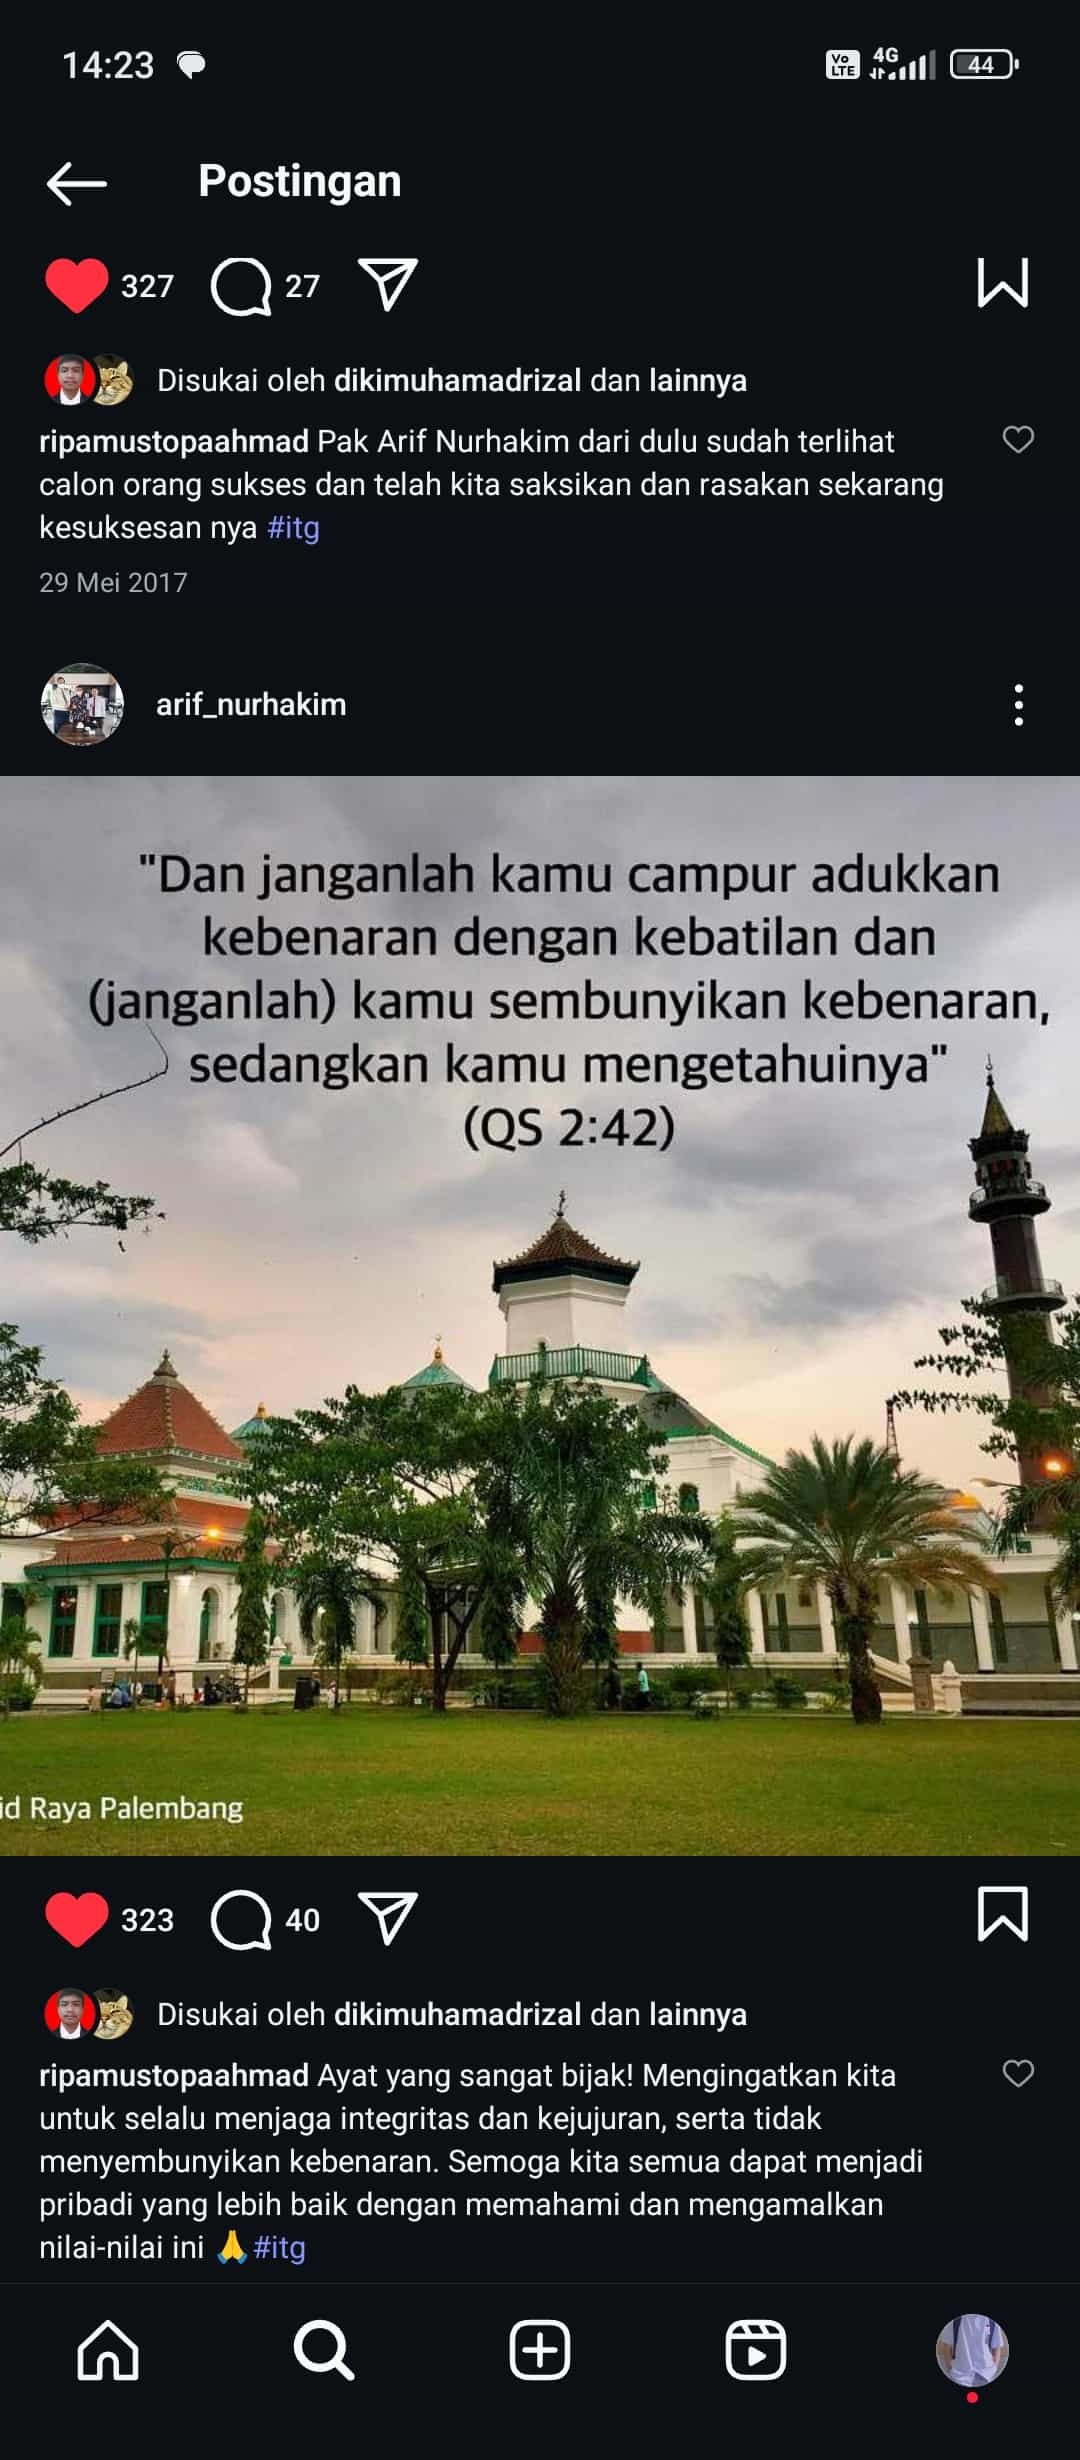 14:23
Vo LTE 4G 44
Postingan
327 27
Disukai oleh dikimuhamadrizal dan lainnya
ripamustopaahmad Pak Arif Nurhakim dari dulu sudah terlihat
calon orang sukses dan telah kita saksikan dan rasakan sekarang
kesuksesan nya #itg
29 Mei 2017
arif_nurhakim
"Dan janganlah kamu campur adukkan
kebenaran dengan kebatilan dan
(janganlah) kamu sembunyikan kebenaran,
sedangkan kamu mengetahuinya"
(QS 2:42)
id Raya Palembang
323 40
Disukai oleh dikimuhamadrizal dan lainnya
ripamustopaahmad Ayat yang sangat bijak! Mengingatkan kita
untuk selalu menjaga integritas dan kejujuran, serta tidak
menyembunyikan kebenaran. Semoga kita semua dapat menjadi
pribadi yang lebih baik dengan memahami dan mengamalkan
nilai-nilai ini 🙏 #itg